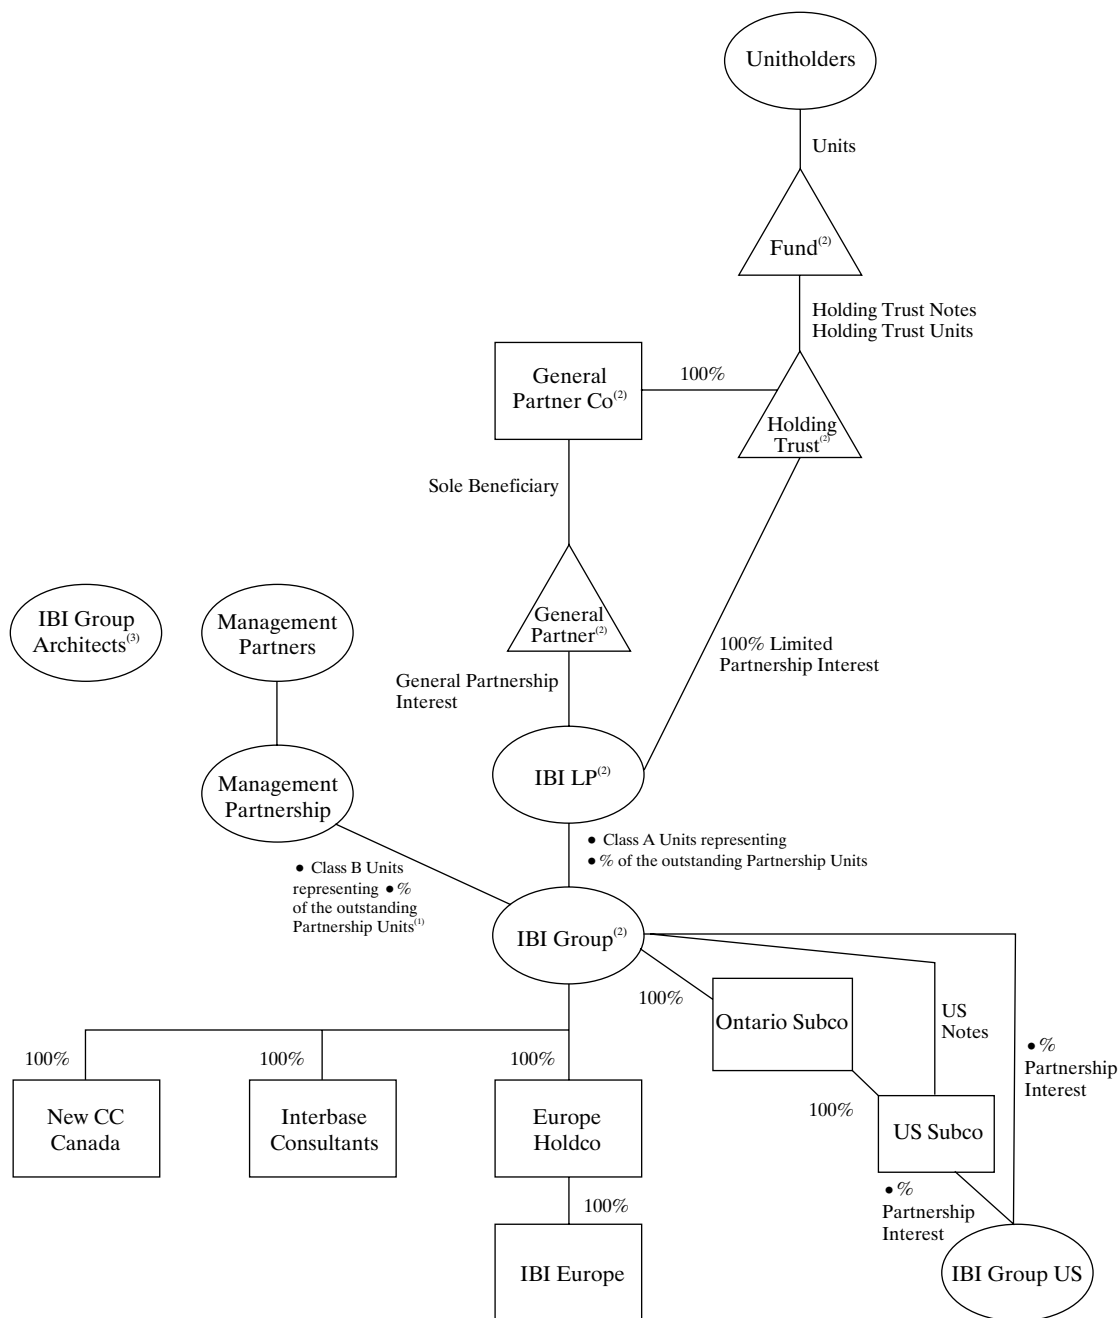 Unitholders
Units
Fund(2)
Holding Trust Notes
Holding Trust Units
General
Partner Co(2)
100%
Holding
Trust(2)
Sole Beneficiary
IBI Group
Architects(3)
Management
Partners
General
Partner(2)
100% Limited
Partnership Interest
General Partnership
Interest
Management
Partnership
IBI LP(2)
● Class A Units representing
●% of the outstanding Partnership Units
● Class B Units
representing ●%
of the outstanding
Partnership Units(1)
IBI Group(2)
100%
Ontario Subco
US
Notes
●%
Partnership
Interest
100%
100%
100%
New CC
Canada
Interbase
Consultants
Europe
Holdco
100%
US Subco
●%
Partnership
Interest
100%
IBI Europe
IBI Group US